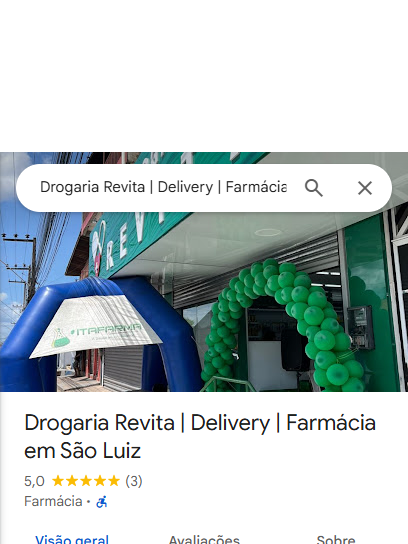 Drogaria Revita | Delivery | Farmácia
REVI
ITAFARMA
Drogaria Revita | Delivery | Farmácia
em São Luiz
5,0 (3)
Farmácia ·
Visão geral
Avaliações
Sobre